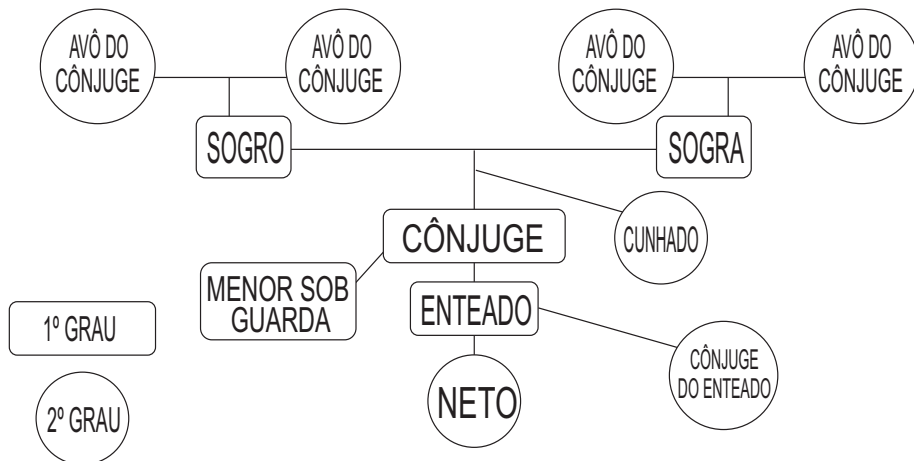 AVÔ DO
CÔNJUGE
AVÔ DO
CÔNJUGE
AVÔ DO
CÔNJUGE
AVÔ DO
CÔNJUGE
SOGRO
SOGRA
CÔNJUGE
CUNHADO
MENOR SOB
GUARDA
ENTEADO
1º GRAU
CÔNJUGE
DO ENTEADO
NETO
2º GRAU